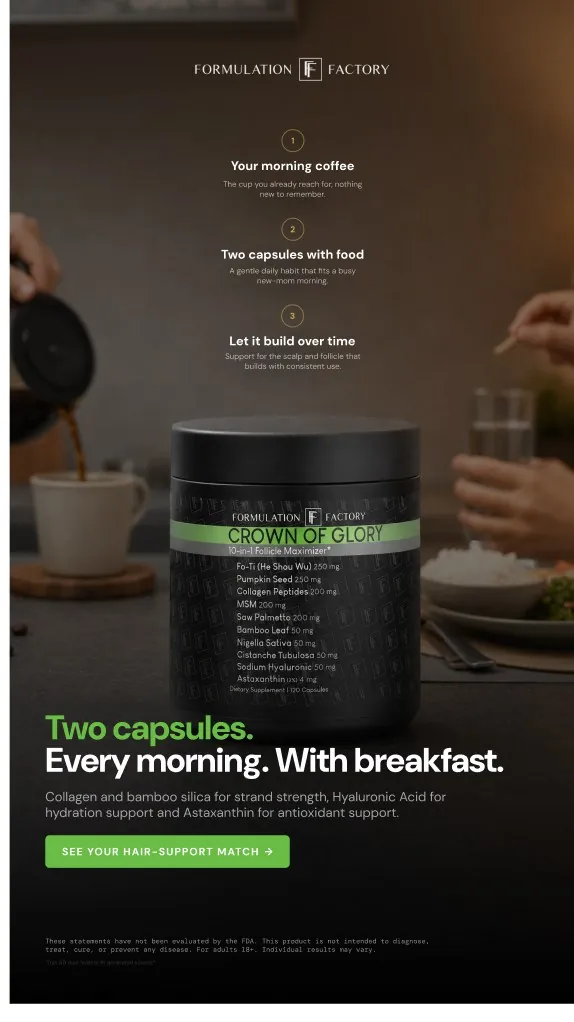 FORMULATION F FACTORY
1
Your morning coffee
The cup you already reach for, nothing
new to remember.
2
Two capsules with food
A gentle daily habit that fits a busy
new-mom morning.
3
Let it build over time
Support for the scalp and follicle that
builds with consistent use.
FORMULATION F FACTORY
CROWN OF GLORY
10-in-1 Follicle Maximizer*
Fo-Ti (He Shou Wu) 250 mg
Pumpkin Seed 250 mg
Collagen Peptides 200 mg
MSM 200 mg
Saw Palmetto 200 mg
Bamboo Leaf 50 mg
Nigella Sativa 50 mg
Cistanche Tubulosa 50 mg
Sodium Hyaluronic 50 mg
Astaxanthin 4 mg
Dietary Supplement | 120 Capsules
Two capsules.
Every morning. With breakfast.
Collagen and bamboo silica for strand strength, Hyaluronic Acid for
hydration support and Astaxanthin for antioxidant support.
SEE YOUR HAIR-SUPPORT MATCH →
These statements have not been evaluated by the FDA. This product is not intended to diagnose,
treat, cure, or prevent any disease. For adults 18+. Individual results may vary.